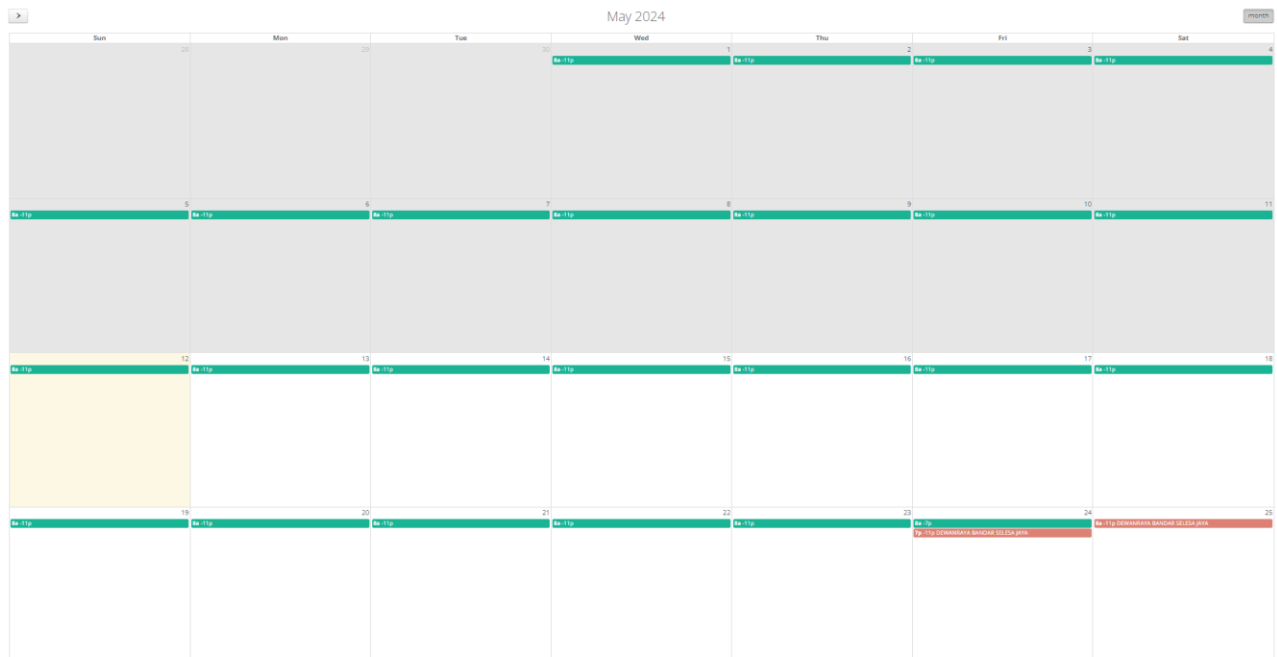 >
May 2024
month
Sun Mon Tue Wed Thu Fri Sat
28 29 30 1 2 3 4
8a -11p 8a -11p 8a -11p 8a -11p
5 6 7 8 9 10 11
8a -11p 8a -11p 8a -11p 8a -11p 8a -11p 8a -11p 8a -11p
12 13 14 15 16 17 18
8a -11p 8a -11p 8a -11p 8a -11p 8a -11p 8a -11p 8a -11p
19 20 21 22 23 24 25
8a -11p 8a -11p 8a -11p 8a -11p 8a -11p 8a -7p 8a -11p DEWANRAYA BANDAR SELESA JAYA
7p -11p DEWANRAYA BANDAR SELESA JAYA